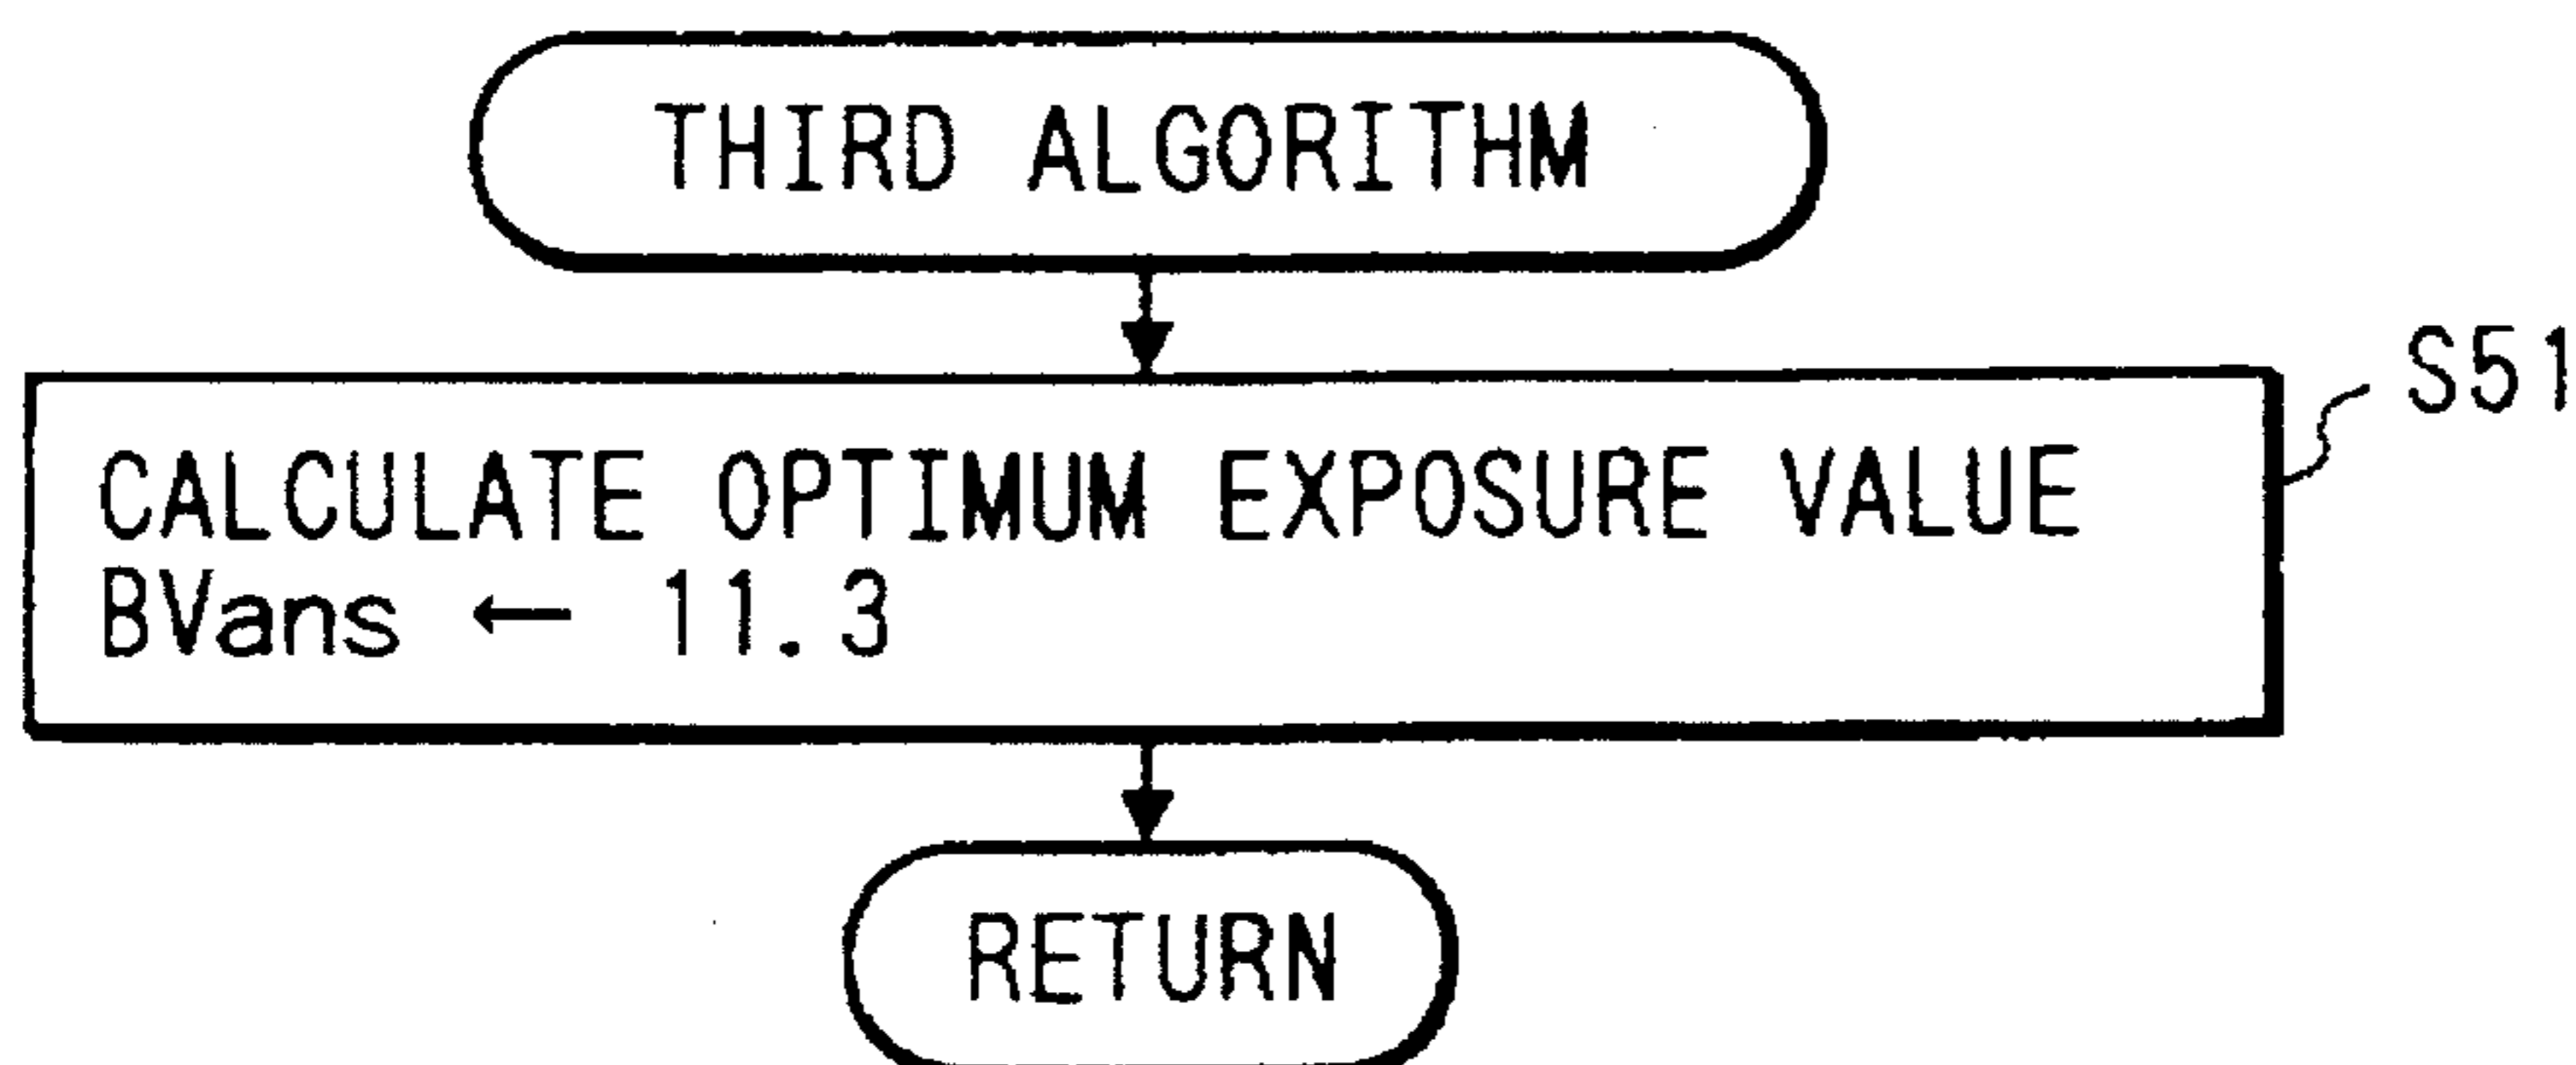 THIRD ALGORITHM
S51
CALCULATE OPTIMUM EXPOSURE VALUE
BVans ← 11.3
RETURN